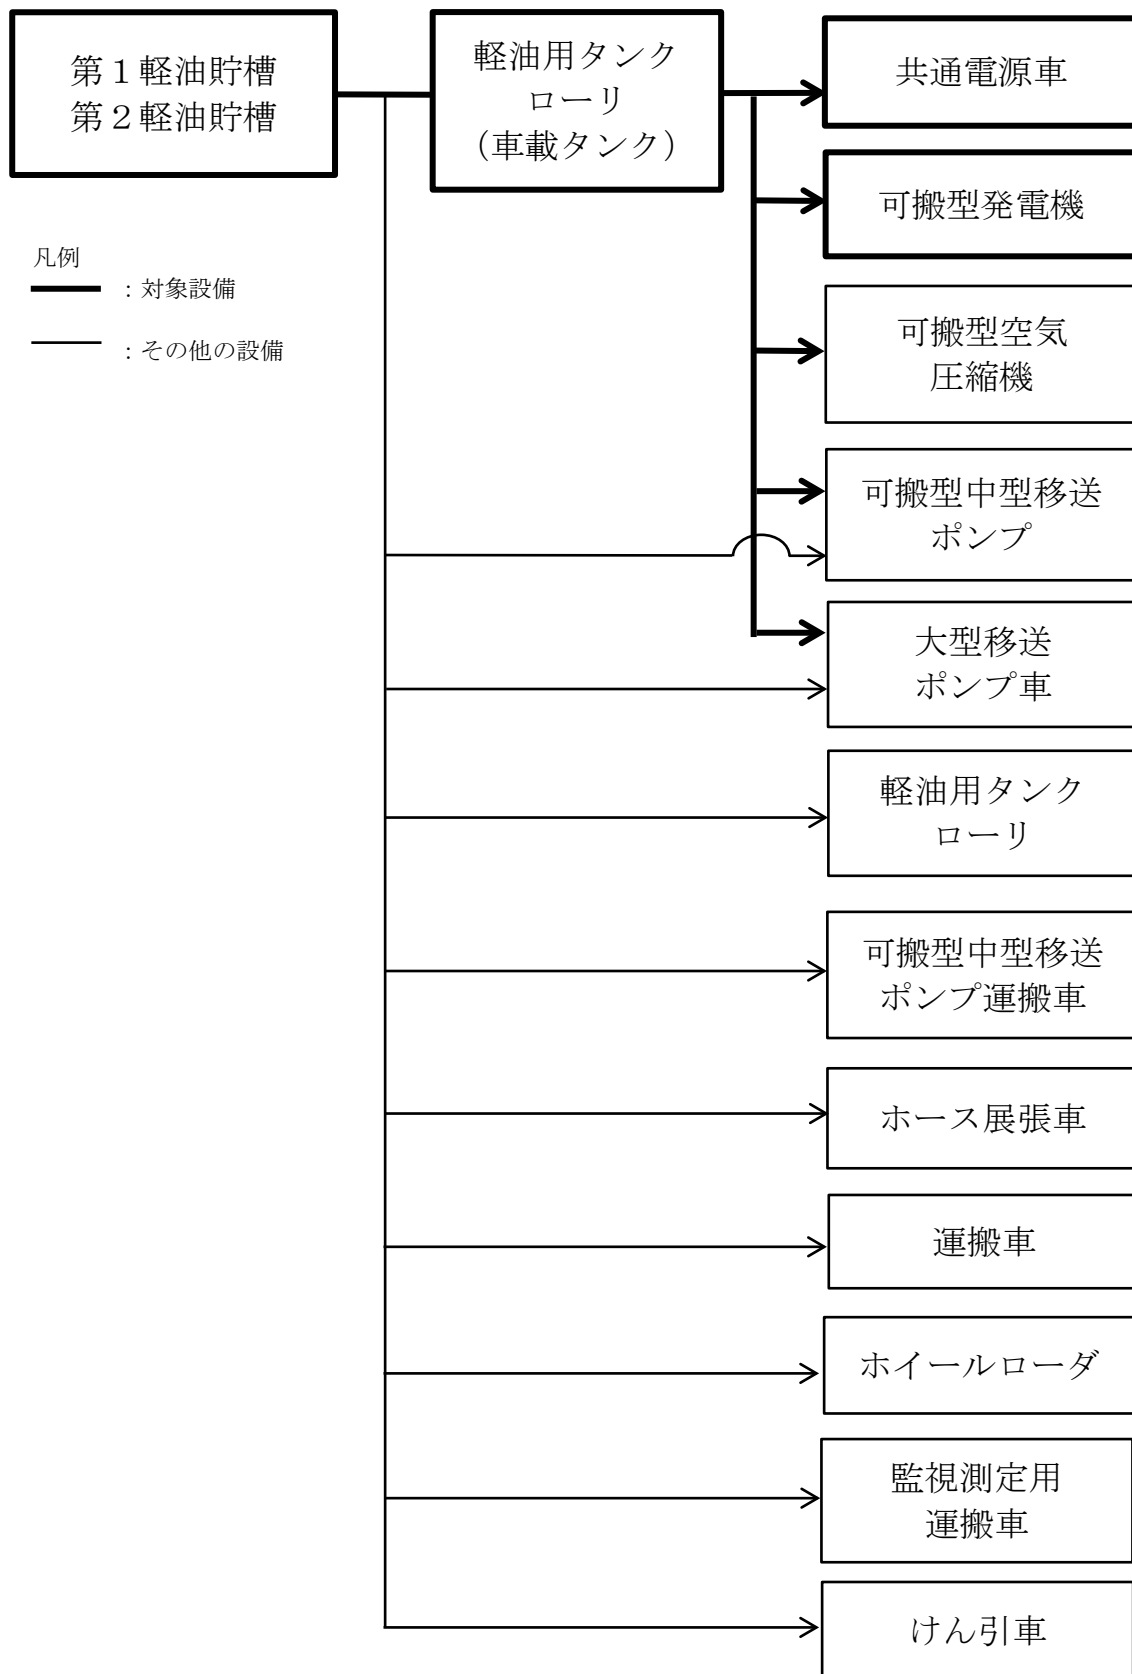 第１軽油貯槽
第２軽油貯槽
軽油用タンク
ローリ
（車載タンク）
共通電源車
可搬型発電機
凡例
：対象設備
：その他の設備
可搬型空気
圧縮機
可搬型中型移送
ポンプ
大型移送
ポンプ車
軽油用タンク
ローリ
可搬型中型移送
ポンプ運搬車
ホース展張車
運搬車
ホイールローダ
監視測定用
運搬車
けん引車